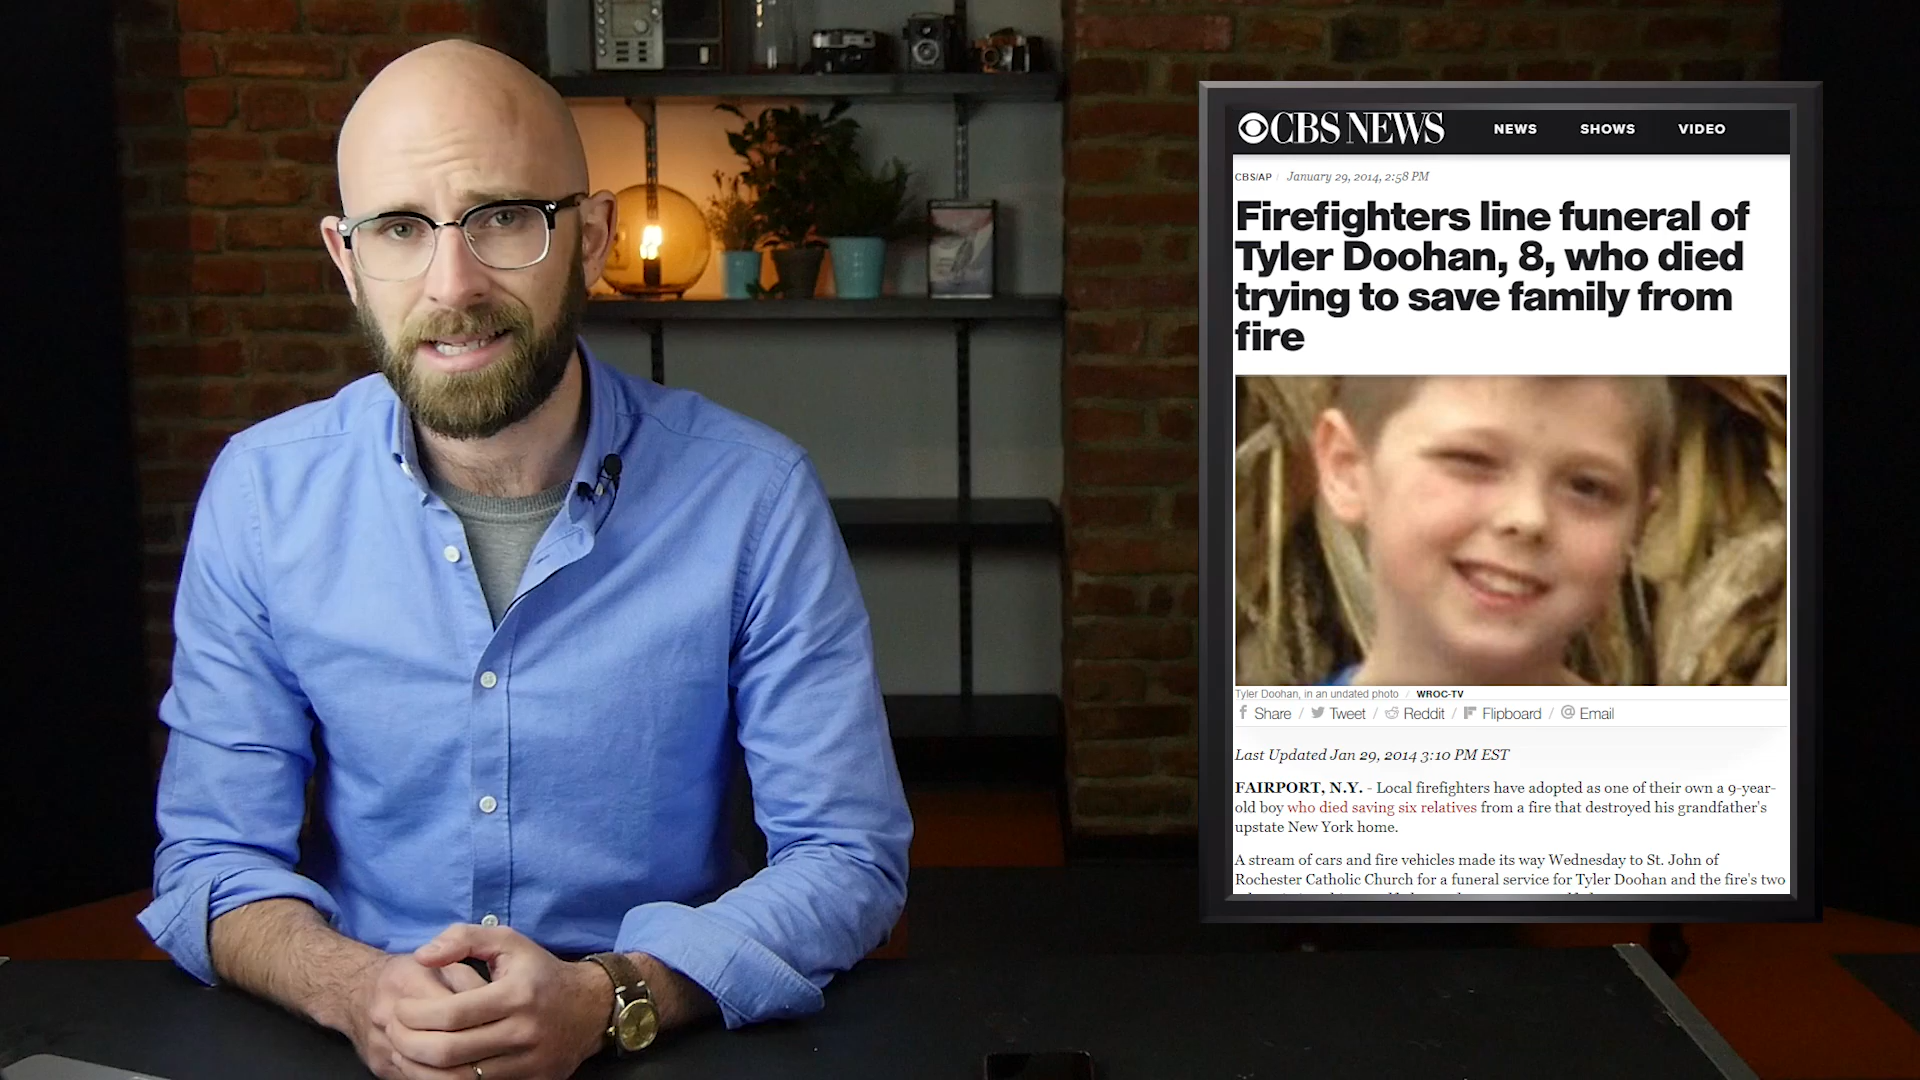 CBS NEWS
NEWS SHOWS VIDEO
CBS/AP January 29, 2014, 2:58 PM
Firefighters line funeral of
Tyler Doohan, 8, who died
trying to save family from
fire
Tyler Doohan, in an undated photo / WROC-TV
Share / Tweet / Reddit / Flipboard / @ Email
Last Updated Jan 29, 2014 3:10 PM EST
FAIRPORT, N.Y. - Local firefighters have adopted as one of their own a 9-year-
old boy who died saving six relatives from a fire that destroyed his grandfather's
upstate New York home.
A stream of cars and fire vehicles made its way Wednesday to St. John of
Rochester Catholic Church for a funeral service for Tyler Doohan and the fire's two